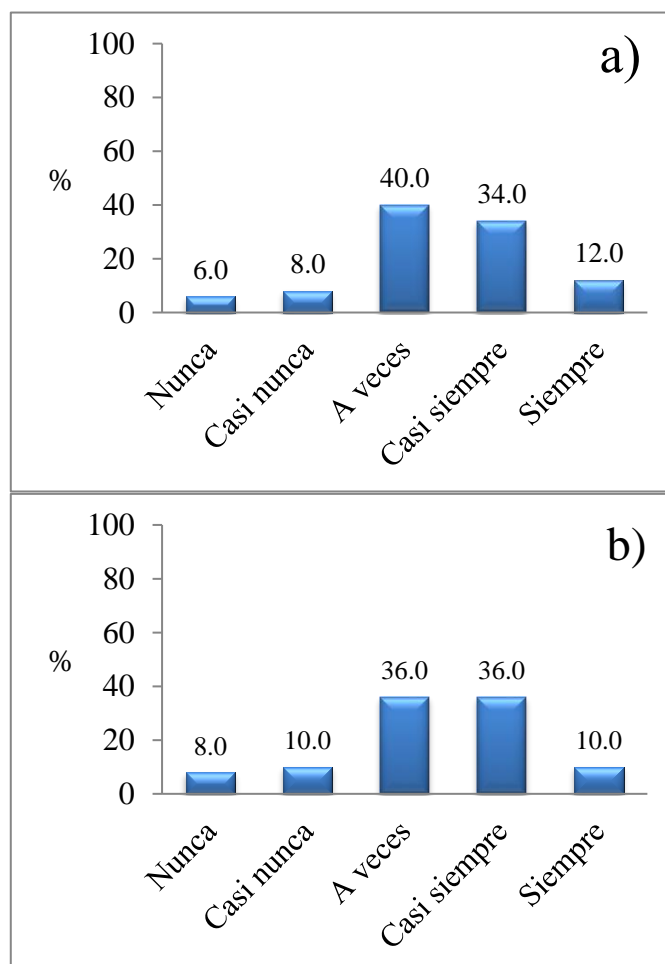 a)
100
80
60
40
20
0
%
6.0
8.0
40.0
34.0
12.0
Nunca
Casi nunca
A veces
Casi siempre
Siempre
b)
100
80
60
40
20
0
%
8.0
10.0
36.0
36.0
10.0
Nunca
Casi nunca
A veces
Casi siempre
Siempre